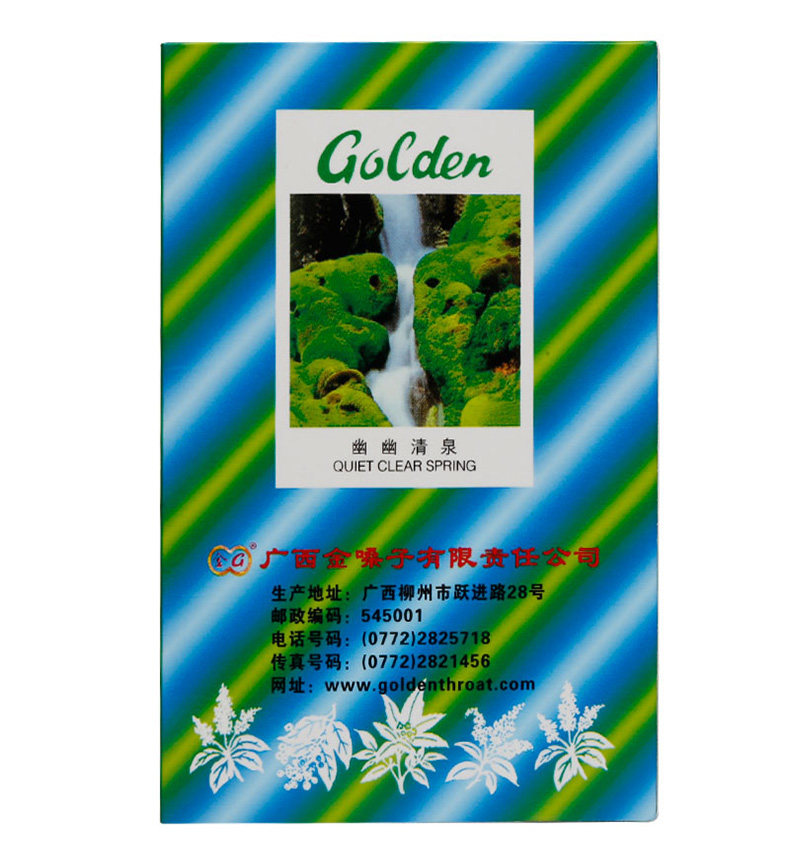 Golden
幽幽清泉
QUIET CLEAR SPRING
金G® 广西金嗓子有限责任公司
生产地址：广西柳州市跃进路28号
邮政编码：545001
电话号码：(0772)2825718
传真号码：(0772)2821456
网址：www.goldenthroat.com